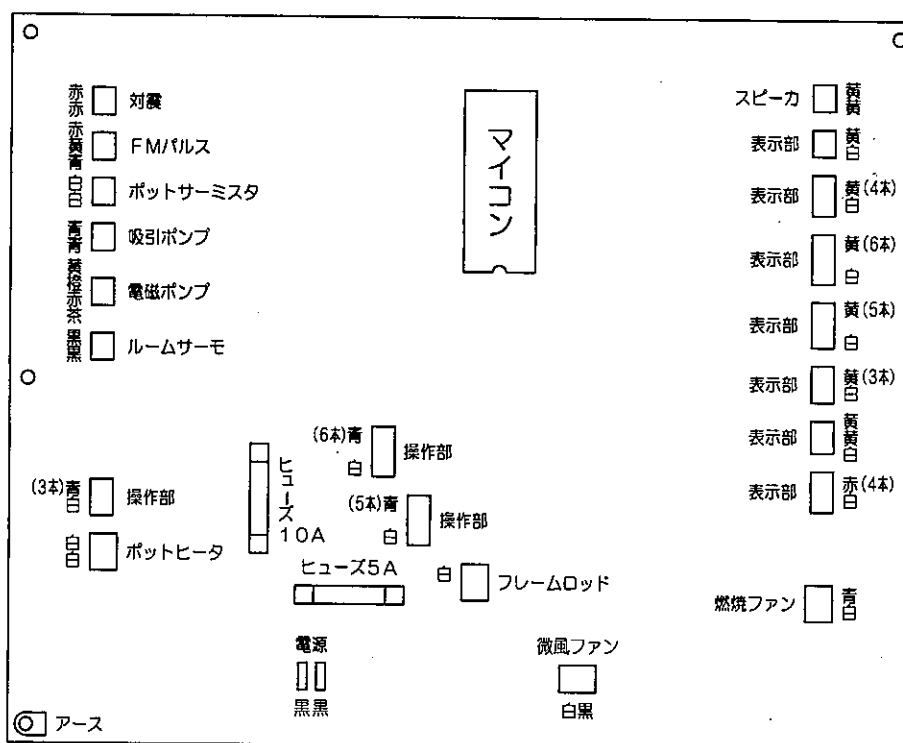 赤赤 対震
赤黄青 FMパルス
白白 ポットサーミスタ
青青 吸引ポンプ
黄橙赤茶 電磁ポンプ
黒黒 ルームサーモ
マイコン
スピーカ 黄黄
表示部 黄白
表示部 黄(4本)白
表示部 黄(6本)白
表示部 黄(5本)白
表示部 黄(3本)白
表示部 黄黄白
表示部 赤(4本)白
(6本)青白 操作部
ヒューズ10A
(3本)青白 操作部
(5本)青白 操作部
白白 ポットヒータ
ヒューズ5A
白 フレームロッド
燃焼ファン 青白
電源
黒黒
微風ファン
白黒
アース